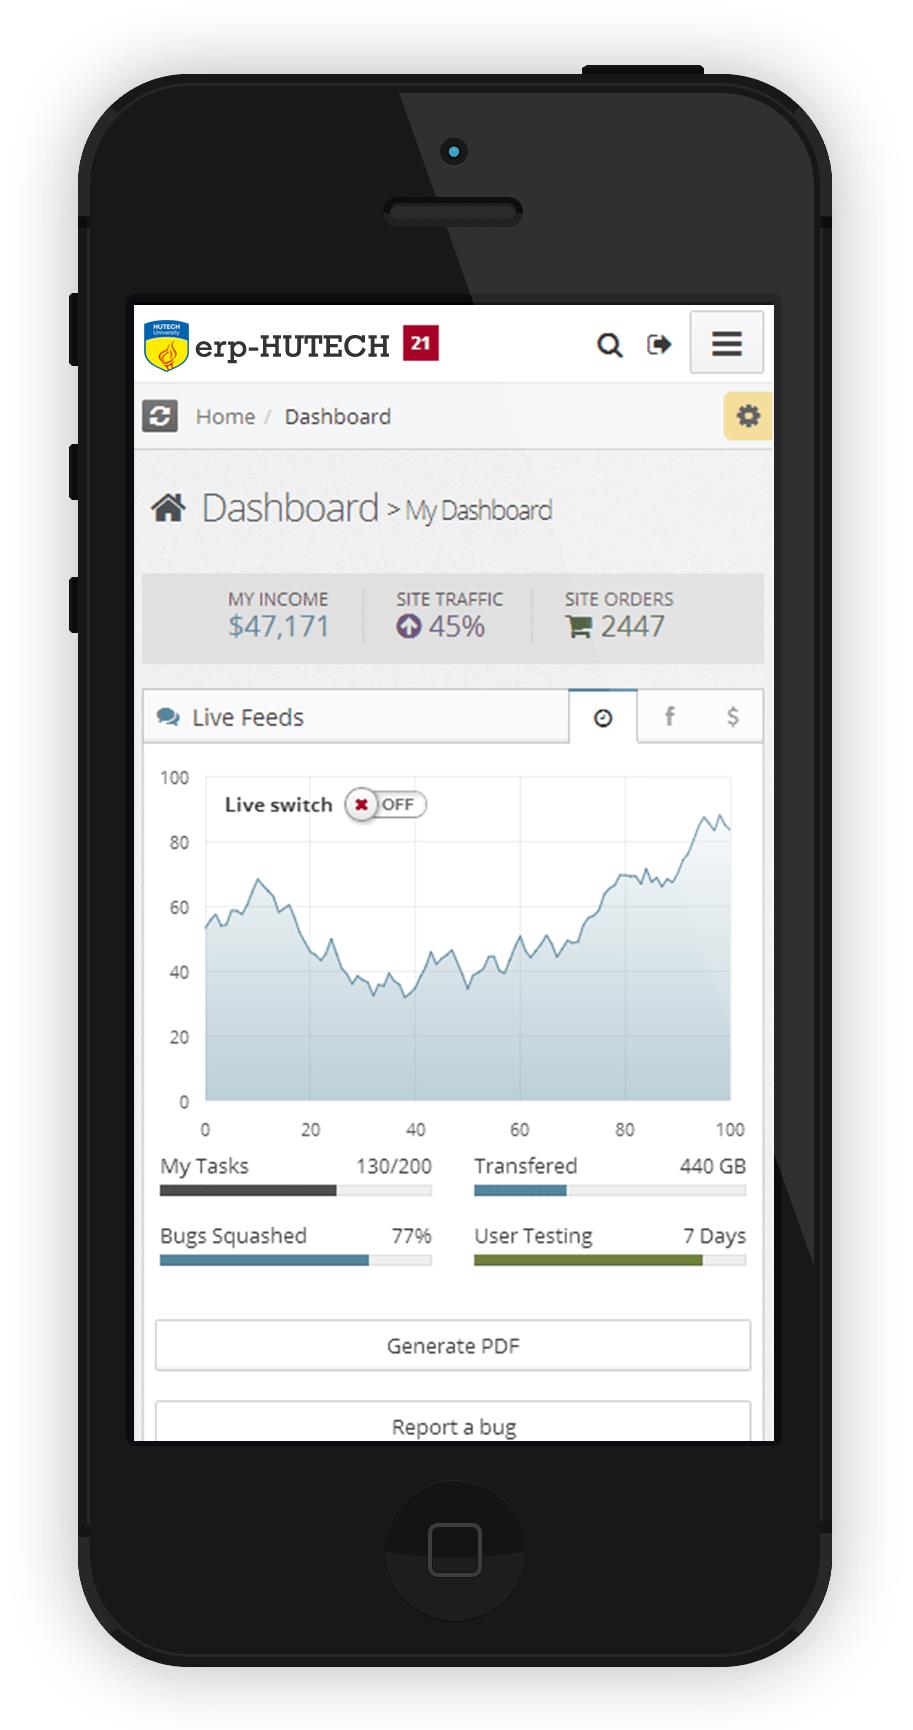 HUTECH
University
erp-HUTECH 21
Home / Dashboard
Dashboard > My Dashboard
MY INCOME SITE TRAFFIC SITE ORDERS
$47,171 45% 2447
Live Feeds f $
100
Live switch OFF
80
60
40
20
0
0 20 40 60 80 100
My Tasks 130/200 Transfered 440 GB
Bugs Squashed 77% User Testing 7 Days
Generate PDF
Report a bug